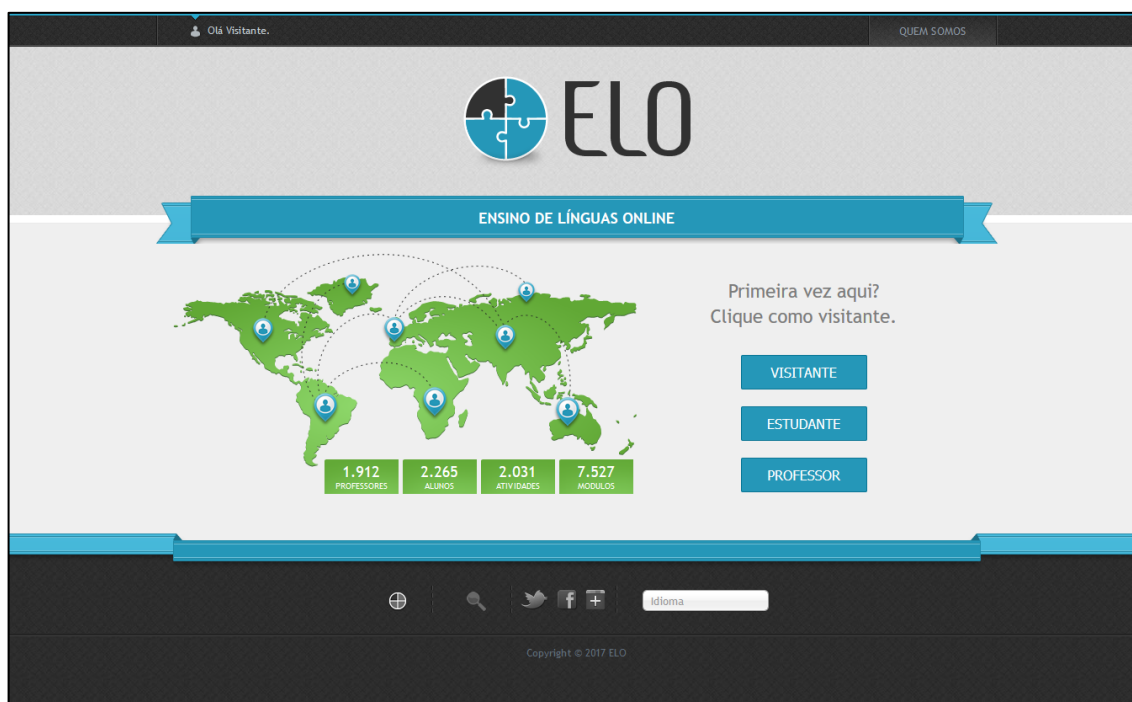 Olá Visitante.
QUEM SOMOS
ELO
ENSINO DE LÍNGUAS ONLINE
Primeira vez aqui?
Clique como visitante.
VISITANTE
ESTUDANTE
PROFESSOR
1.912
PROFESSORES
2.265
ALUNOS
2.031
ATIVIDADES
7.527
MODULOS
Idioma
Copyright © 2017 ELO